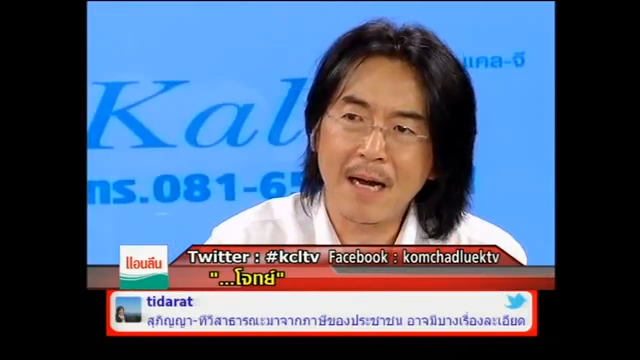 แคล-จี
Kal
ทร.081-65
แอนลีน
Twitter : #kcltv Facebook : komchadluektv
"...โจทย์"
tidarat
สุภิญญา-ทีวีสาธารณะมาจากภาษีของประชาชน อาจมีบางเรื่องละเอียด